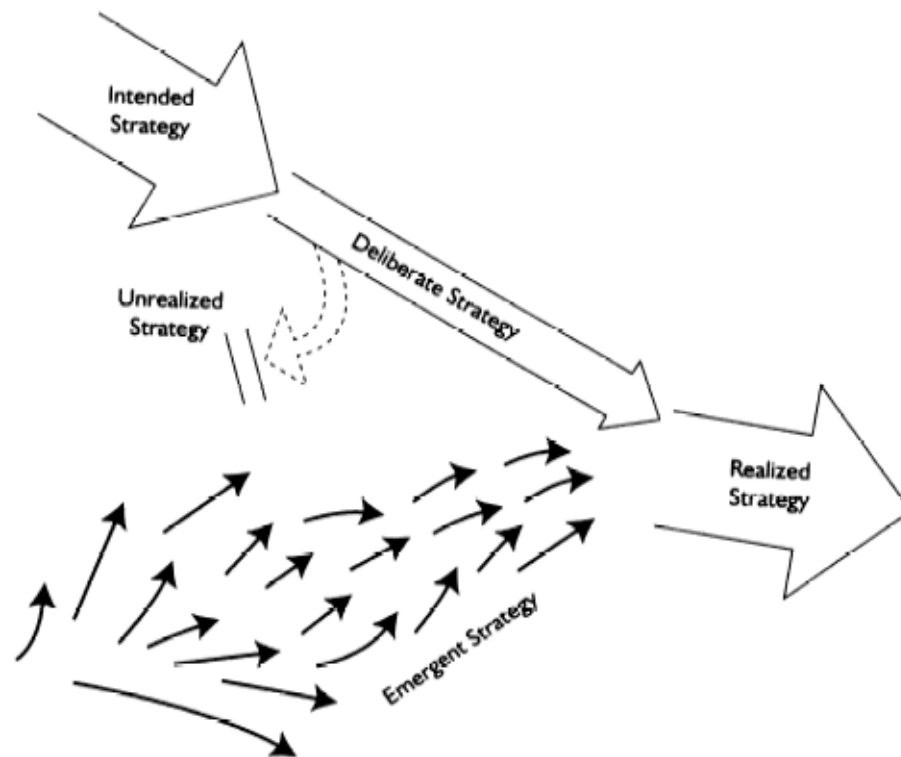 Intended
Strategy
Deliberate Strategy
Unrealized
Strategy
Realized
Strategy
Emergent Strategy